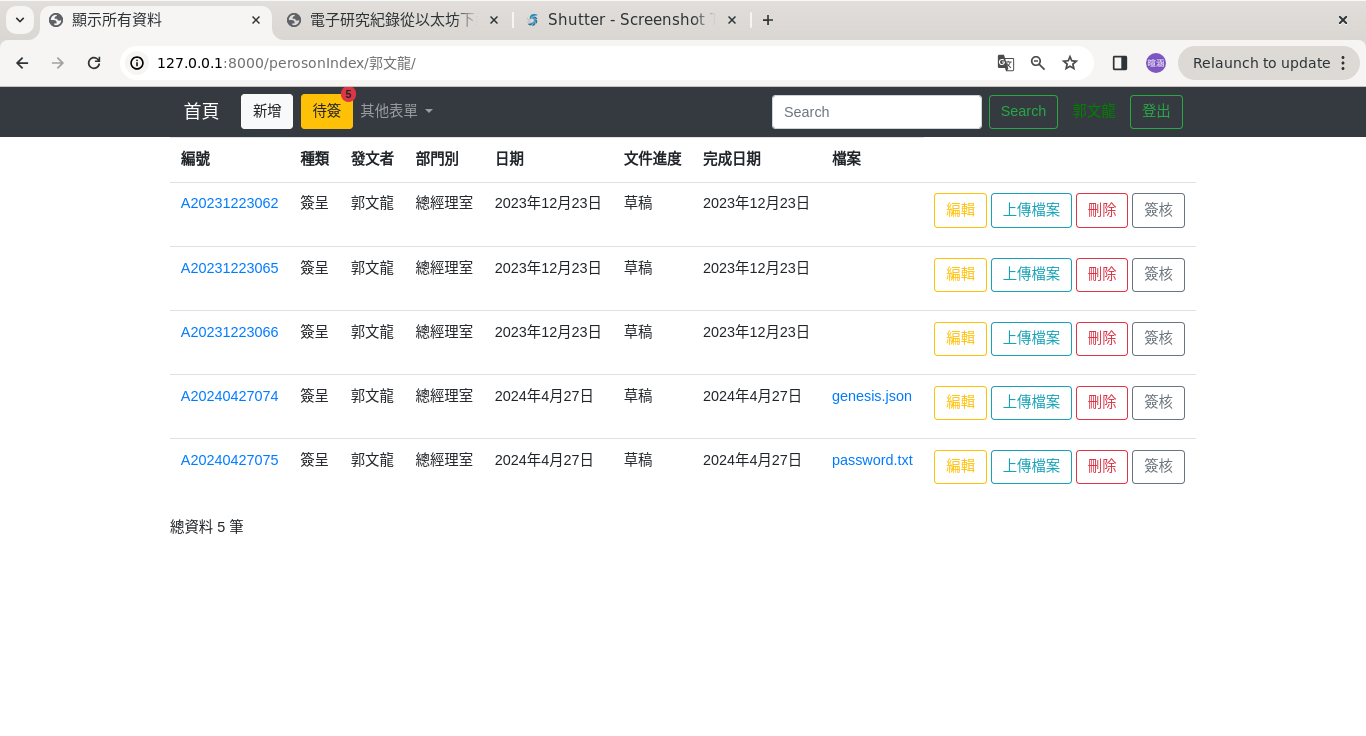 顯示所有資料
電子研究紀錄從以太坊下
Shutter - Screenshot T
127.0.0.1:8000/perosonIndex/郭文龍/
喧涵
Relaunch to update
首頁 新增 待簽 5 其他表單 Search Search 郭文龍 登出
編號 種類 發文者 部門別 日期 文件進度 完成日期 檔案
A20231223062 簽呈 郭文龍 總經理室 2023年12月23日 草稿 2023年12月23日 編輯 上傳檔案 刪除 簽核
A20231223065 簽呈 郭文龍 總經理室 2023年12月23日 草稿 2023年12月23日 編輯 上傳檔案 刪除 簽核
A20231223066 簽呈 郭文龍 總經理室 2023年12月23日 草稿 2023年12月23日 編輯 上傳檔案 刪除 簽核
A20240427074 簽呈 郭文龍 總經理室 2024年4月27日 草稿 2024年4月27日 genesis.json 編輯 上傳檔案 刪除 簽核
A20240427075 簽呈 郭文龍 總經理室 2024年4月27日 草稿 2024年4月27日 password.txt 編輯 上傳檔案 刪除 簽核
總資料 5 筆